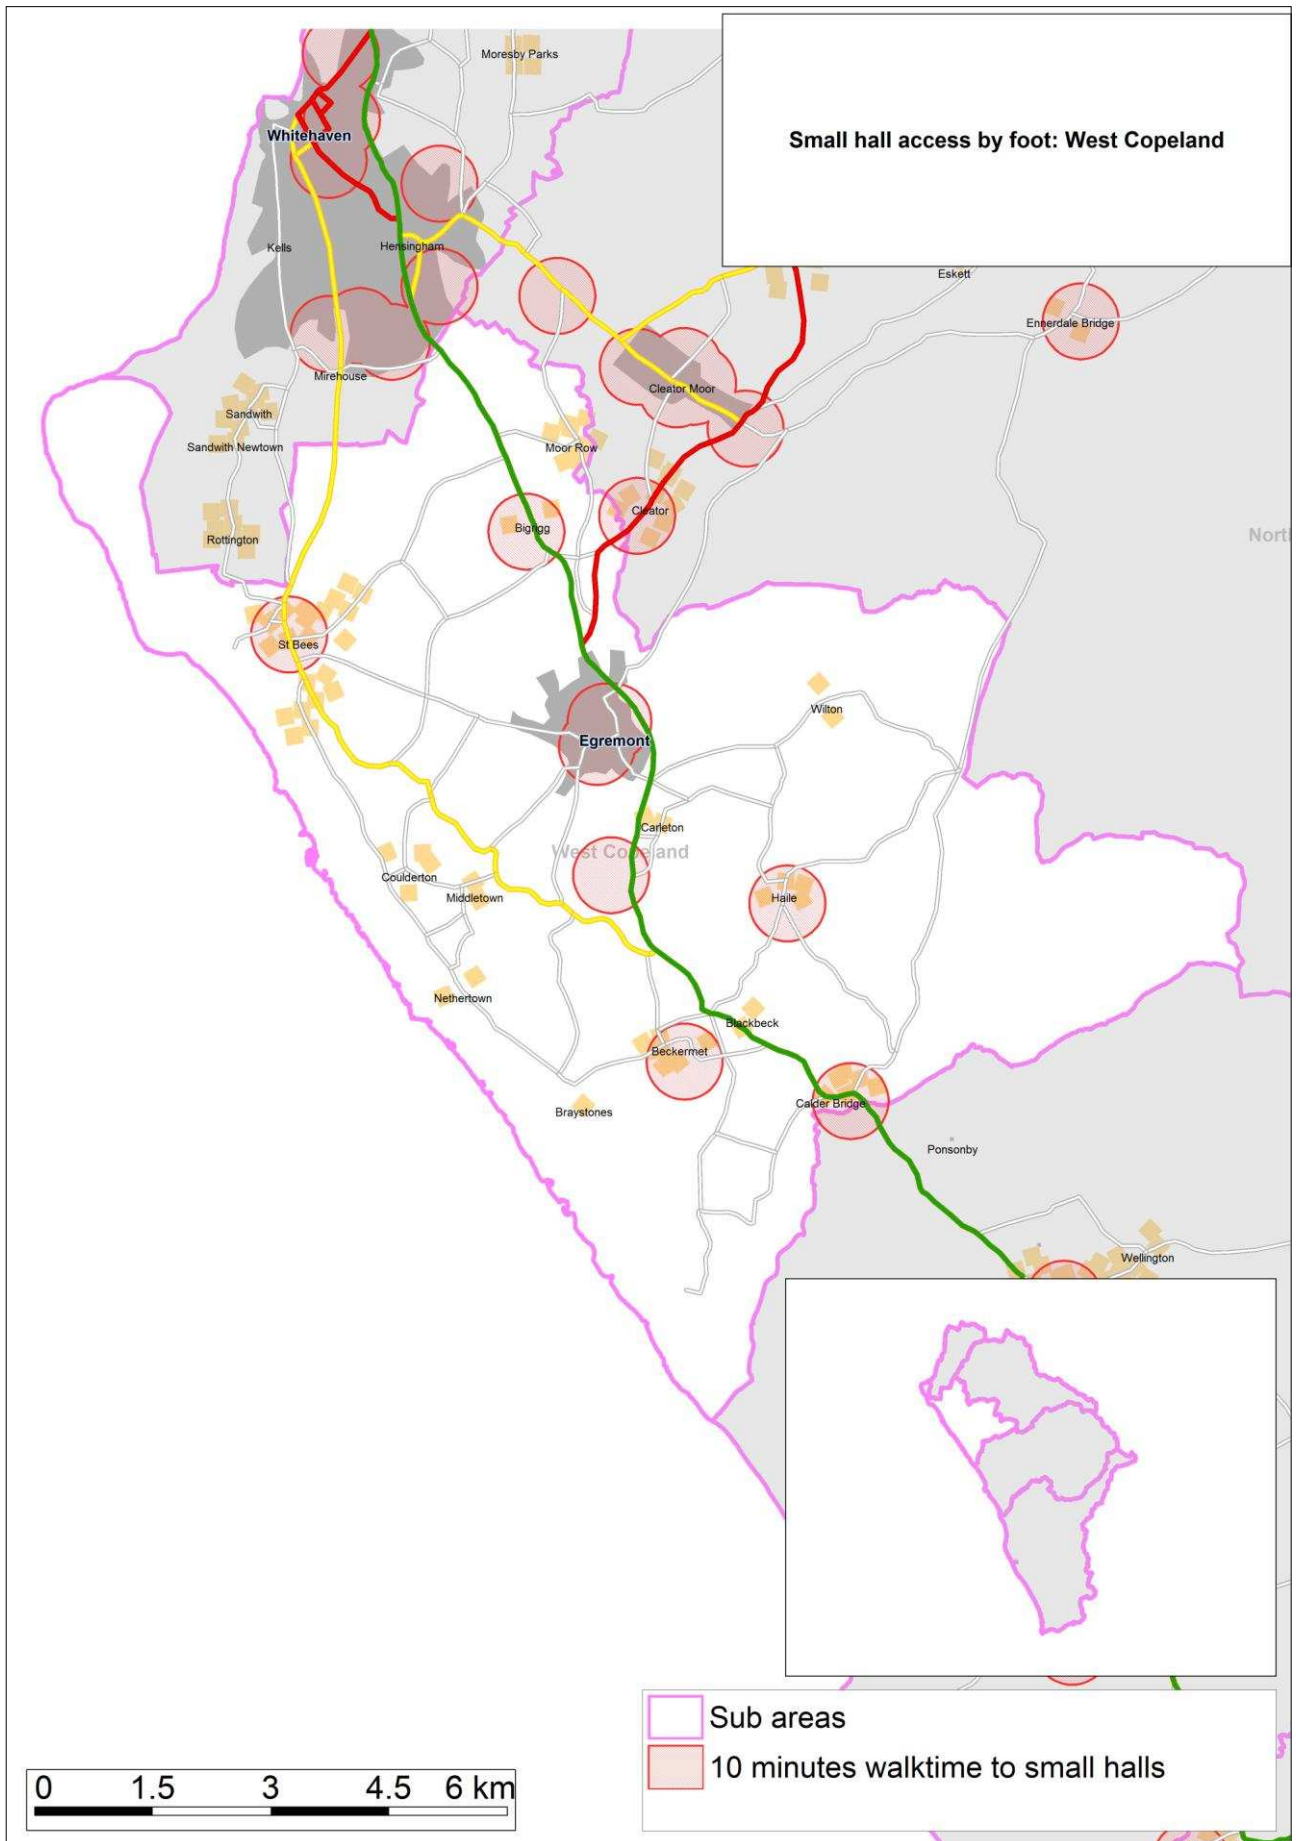 Moresby Parks
Small hall access by foot: West Copeland
Whitehaven
Kells
Hensingham
Eskett
Ennerdale Bridge
Mirehouse
Cleator Moor
Sandwith
Sandwith Newtown
Moor Row
Cleator
Bigrigg
Rottington
North
St Bees
Wilton
Egremont
Carleton
West Copeland
Coulderton
Middletown
Haile
Nethertown
Blackbeck
Beckermet
Braystones
Calder Bridge
Ponsonby
Wellington
Sub areas
10 minutes walktime to small halls
0 1.5 3 4.5 6 km